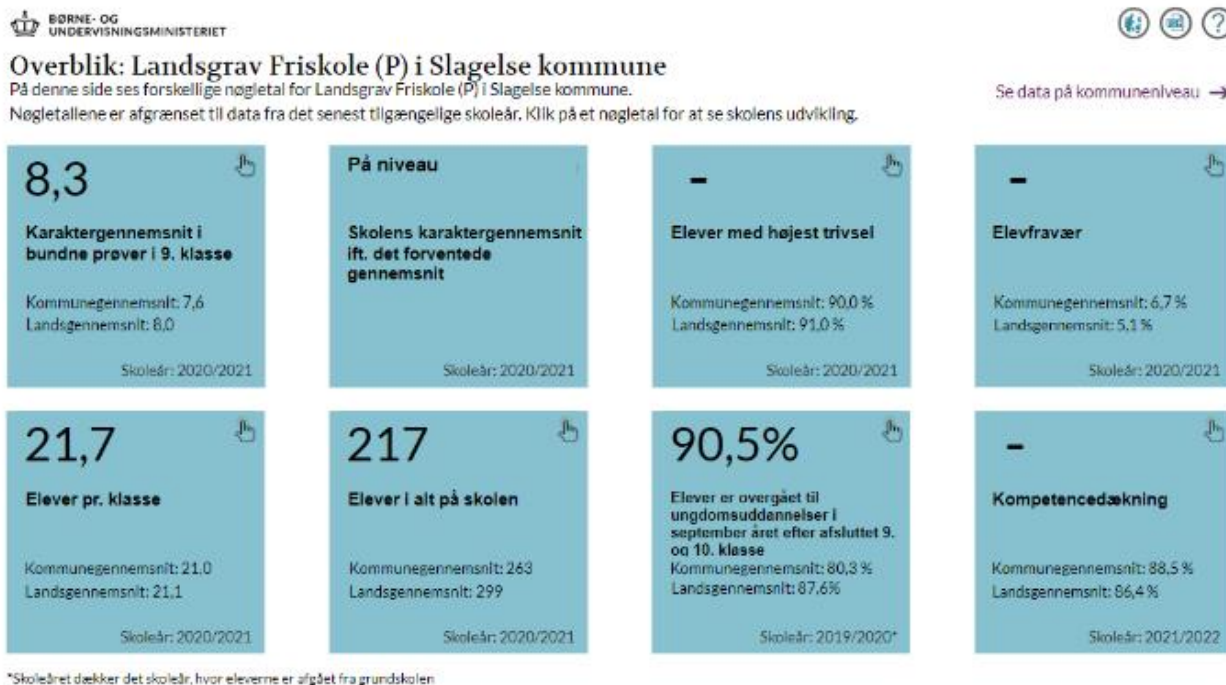 BØRNE- OG
UNDERVISNINGSMINISTERIET
Overblik: Landsgrav Friskole (P) i Slagelse kommune
På denne side ses forskellige nøgletal for Landsgrav Friskole (P) i Slagelse kommune.
Se data på kommuneniveau →
Nøgletallene er afgrænset til data fra det senest tilgængelige skoleår. Klik på et nøgletal for at se skolens udvikling.
8,3
Karaktergennemsnit i
bundne prøver i 9. klasse
Kommunegennemsnit: 7,6
Landsgennemsnit: 8,0
Skoleår: 2020/2021
På niveau
Skolens karaktergennemsnit
ift. det forventede
gennemsnit
Skoleår: 2020/2021
-
Elever med højest trivsel
Kommunegennemsnit: 90,0 %
Landsgennemsnit: 91,0 %
Skoleår: 2020/2021
-
Elevfravær
Kommunegennemsnit: 6,7 %
Landsgennemsnit: 5,1 %
Skoleår: 2020/2021
21,7
Elever pr. klasse
Kommunegennemsnit: 21,0
Landsgennemsnit: 21,1
Skoleår: 2020/2021
217
Elever i alt på skolen
Kommunegennemsnit: 263
Landsgennemsnit: 299
Skoleår: 2020/2021
90,5%
Elever er overgået til
ungdomsuddannelser i
september året efter afsluttet 9.
og 10. klasse
Kommunegennemsnit: 80,3 %
Landsgennemsnit: 87,6%
Skoleår: 2019/2020*
-
Kompetencedækning
Kommunegennemsnit: 88,5 %
Landsgennemsnit: 86,4 %
Skoleår: 2021/2022
*Skoleåret dækker det skoleår, hvor eleverne er afgået fra grundskolen